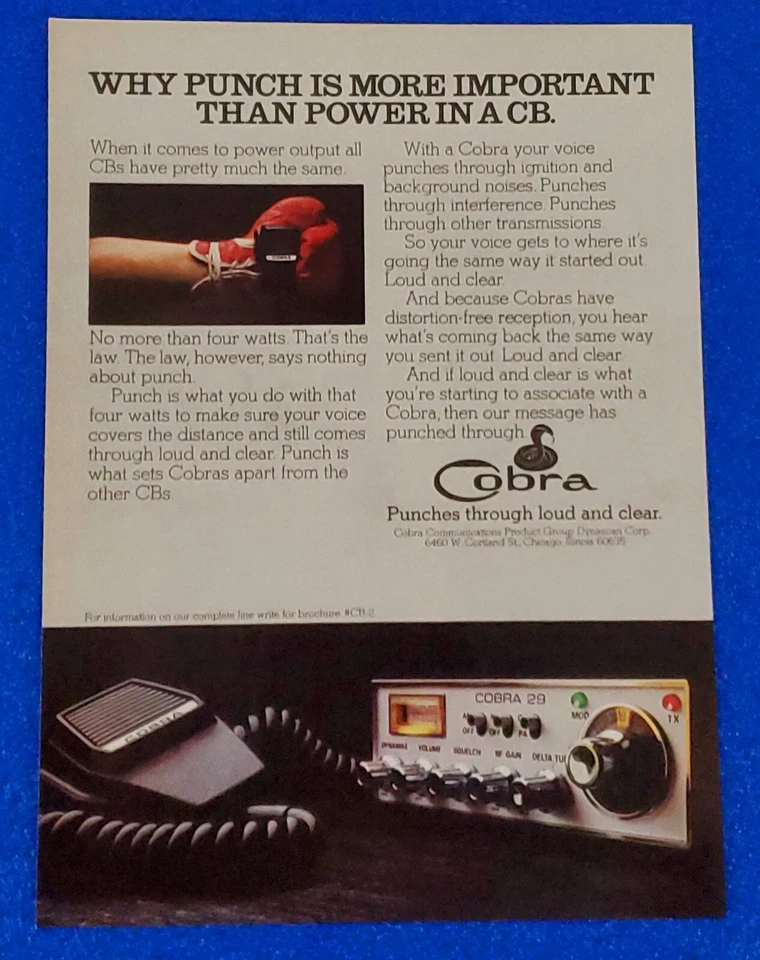 WHY PUNCH IS MORE IMPORTANT
THAN POWER IN A CB.
When it comes to power output all
CBs have pretty much the same.
COBRA
No more than four watts. That's the
law. The law, however, says nothing
about punch.
Punch is what you do with that
four watts to make sure your voice
covers the distance and still comes
through loud and clear. Punch is
what sets Cobras apart from the
other CBs
With a Cobra your voice
punches through ignition and
background noises. Punches
through interference. Punches
through other transmissions.
So your voice gets to where it's
going the same way it started out.
Loud and clear.
And because Cobras have
distortion-free reception, you hear
what's coming back the same way
you sent it out. Loud and clear.
And if loud and clear is what
you're starting to associate with a
Cobra, then our message has
punched through.
Cobra
Punches through loud and clear.
Cobra Communications Product Group Dynascan Corp.
6460 W. Cortland St., Chicago, Illinois 60635
For information on our complete line write for brochure #CB-2
COBRA
COBRA 29
MOD
TX
OFF OFF PA
DYNAMIKE VOLUME SQUELCH RF GAIN DELTA TUN